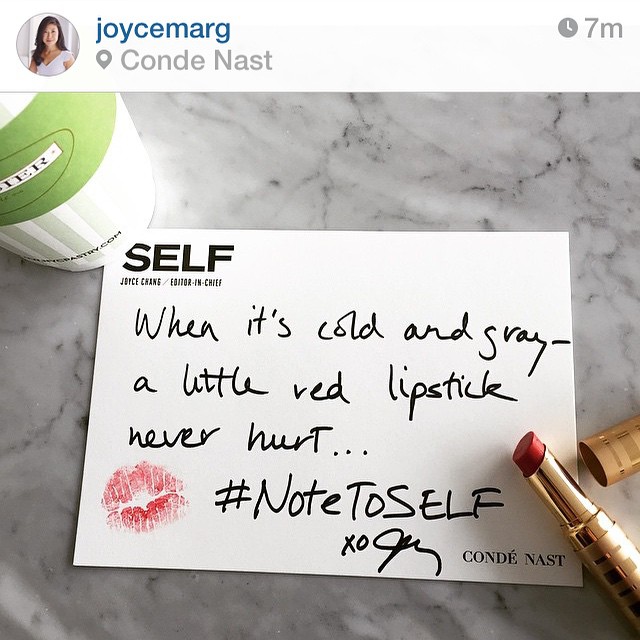 joycemarg
7m
Conde Nast
SELF
JOYCE CHANG / EDITOR-IN-CHIEF
When it's cold and gray—
a little red lipstick
never hurt...
#NoteToSELF
xo
CONDÉ NAST